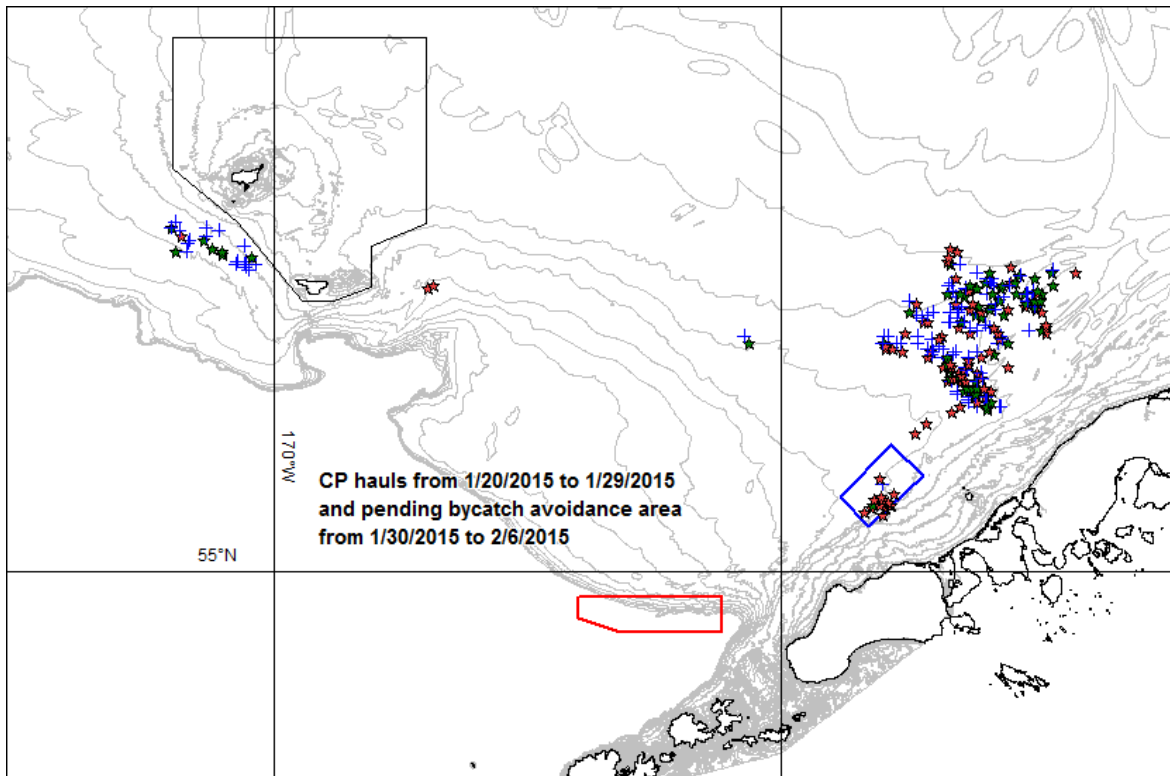 170°W
CP hauls from 1/20/2015 to 1/29/2015
and pending bycatch avoidance area
from 1/30/2015 to 2/6/2015
55°N